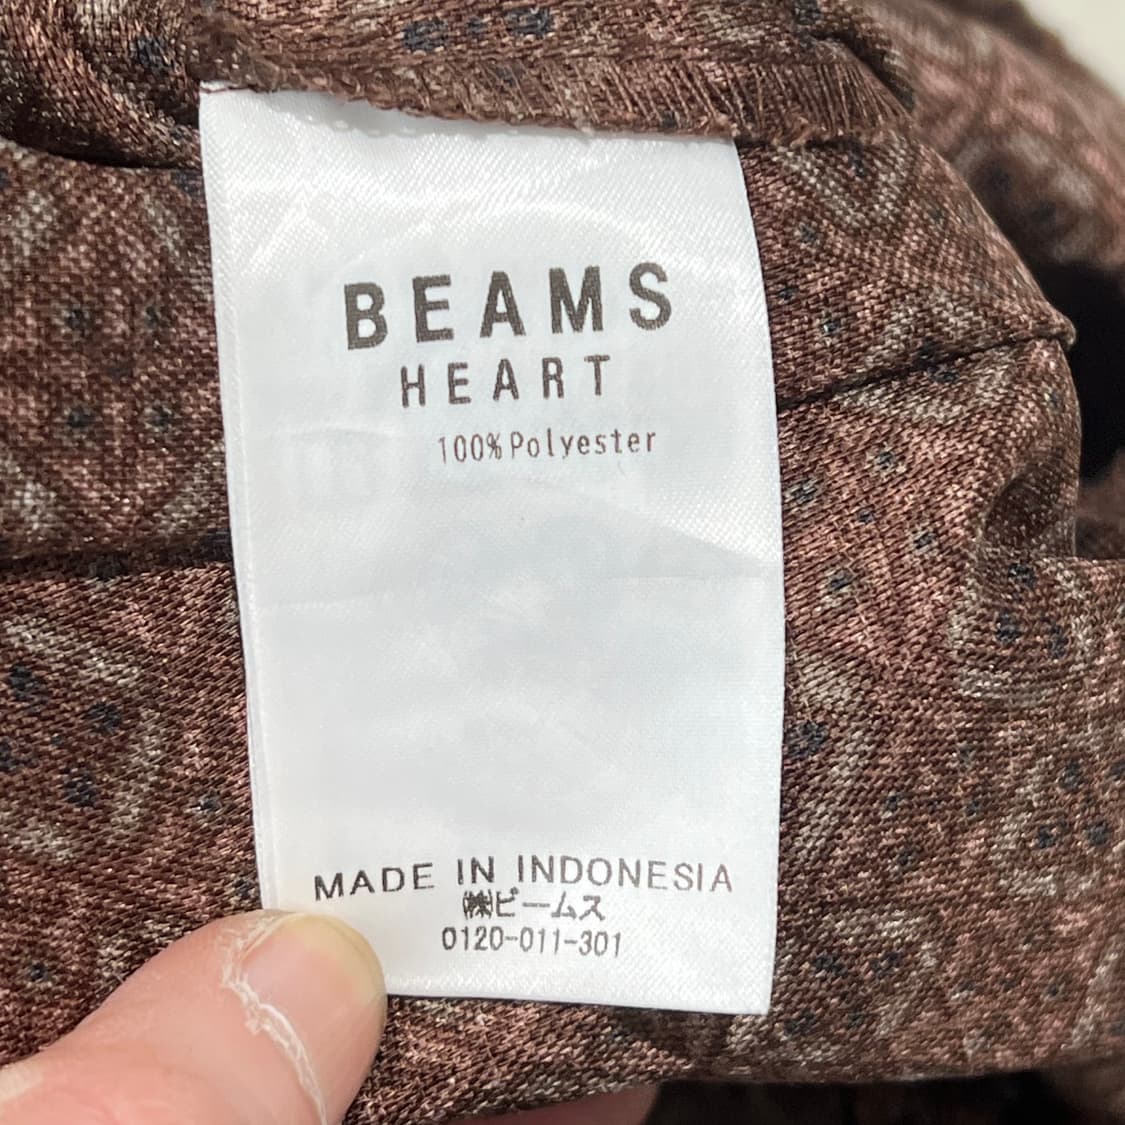 BEAMS
HEART
100% Polyester
MADE IN INDONESIA
㈱ビームス
0120-011-301